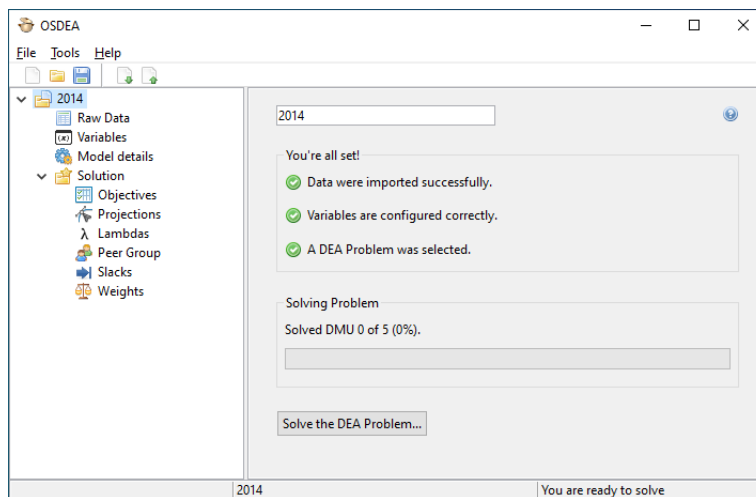 OSDEA
File Tools Help
2014
Raw Data
(x) Variables
Model details
Solution
Objectives
Projections
λ Lambdas
Peer Group
Slacks
Weights
2014
You're all set!
Data were imported successfully.
Variables are configured correctly.
A DEA Problem was selected.
Solving Problem
Solved DMU 0 of 5 (0%).
Solve the DEA Problem...
2014
You are ready to solve